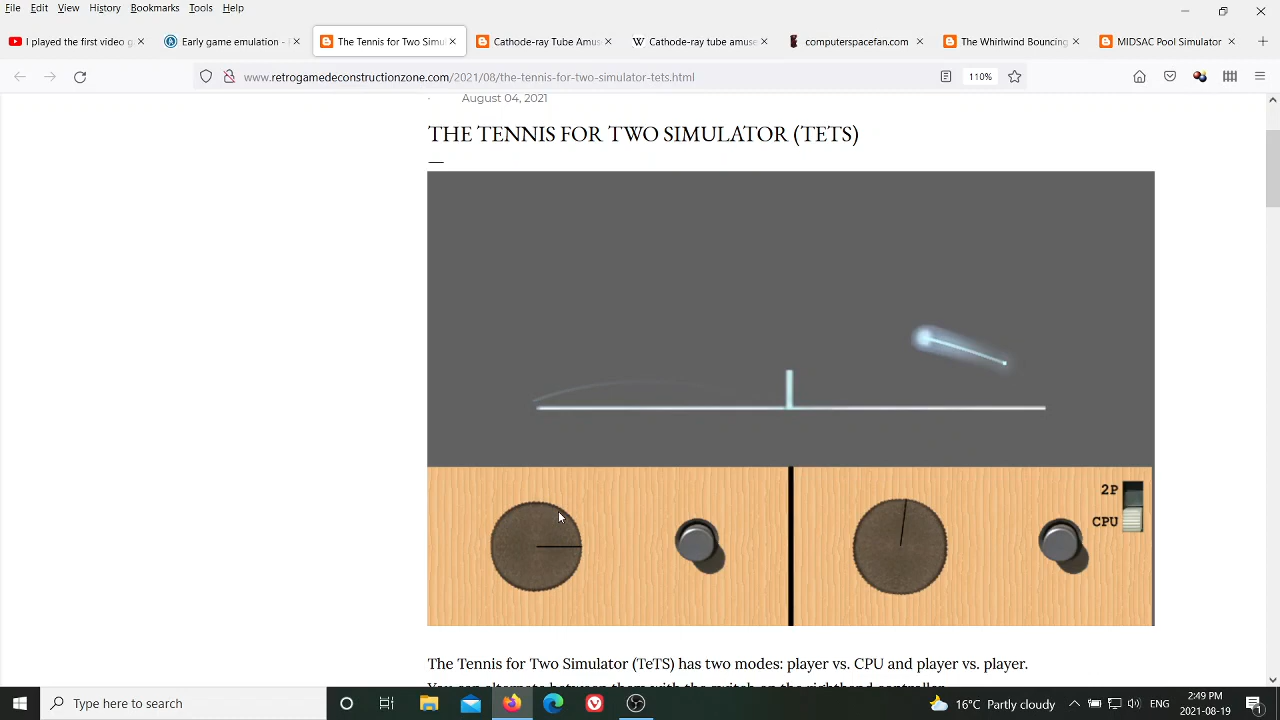 File Edit View History Bookmarks Tools Help
I played the first video g
Early game emulation - F
The Tennis for Two Simul
Cathode-ray Tube Amus
Cathode-ray tube amuse
computerspacefan.com
The Whirlwind Bouncing
MIDSAC Pool Simulator
www.retrogamedeconstructionzone.com/2021/08/the-tennis-for-two-simulator-tets.html
110%
August 04, 2021
THE TENNIS FOR TWO SIMULATOR (TETS)
2P
CPU
The Tennis for Two Simulator (TeTS) has two modes: player vs. CPU and player vs. player.
Type here to search
16°C Partly cloudy
ENG
2:49 PM
2021-08-19